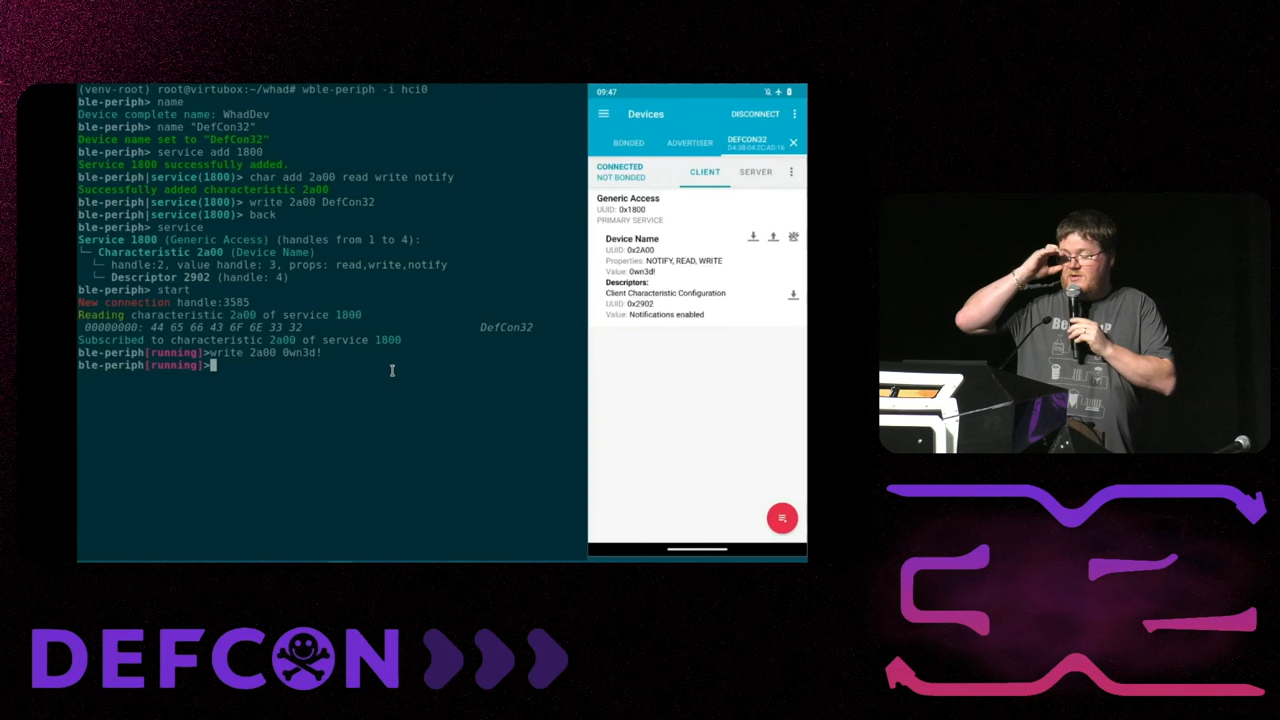 (venv-root) root@virtubox:~/whad# wble-periph -i hci0
ble-periph> name
Device complete name: WhadDev
ble-periph> name "DefCon32"
Device name set to "DefCon32"
ble-periph> service add 1800
Service 1800 successfully added.
ble-periph|service(1800)> char add 2a00 read write notify
Successfully added characteristic 2a00
ble-periph|service(1800)> write 2a00 DefCon32
ble-periph|service(1800)> back
ble-periph> service
Service 1800 (Generic Access) (handles from 1 to 4):
└─ Characteristic 2a00 (Device Name)
└─ handle:2, value handle: 3, props: read,write,notify
└─ Descriptor 2902 (handle: 4)
ble-periph> start
New connection handle:3585
Reading characteristic 2a00 of service 1800
00000000: 44 65 66 43 6F 6E 33 32 DefCon32
Subscribed to characteristic 2a00 of service 1800
ble-periph[running]>write 2a00 0wn3d!
ble-periph[running]>
09:47
Devices
DISCONNECT
BONDED
ADVERTISER
DEFCON32
D4:3B:04:2C:AD:16
CONNECTED
NOT BONDED
CLIENT
SERVER
Generic Access
UUID: 0x1800
PRIMARY SERVICE
Device Name
UUID: 0x2A00
Properties: NOTIFY, READ, WRITE
Value: 0wn3d!
Descriptors:
Client Characteristic Configuration
UUID: 0x2902
Value: Notifications enabled
DEFCON